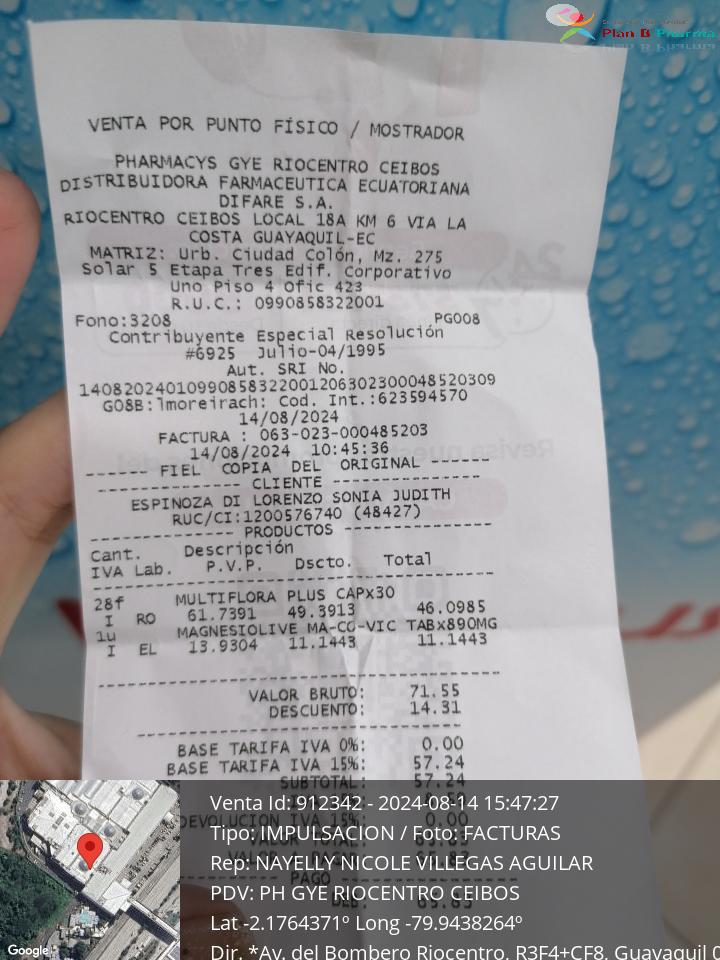 Plan B Pharma
VENTA POR PUNTO FÍSICO / MOSTRADOR
PHARMACYS GYE RIOCENTRO CEIBOS
DISTRIBUIDORA FARMACEUTICA ECUATORIANA
DIFARE S.A.
RIOCENTRO CEIBOS LOCAL 18A KM 6 VIA LA
COSTA GUAYAQUIL-EC
MATRIZ: Urb. Ciudad Colón, Mz. 275
Solar 5 Etapa Tres Edif. Corporativo
Uno Piso 4 Ofic 423
R.U.C.: 0990858322001
Fono:3208 PG008
Contribuyente Especial Resolución
#6925 Julio-04/1995
Aut. SRI No.
1408202401099085832200120630230004852030​9
G08B:lmoreirach: Cod. Int.:623594570
14/08/2024
FACTURA : 063-023-000485203
14/08/2024 10:45:36
------ FIEL COPIA DEL ORIGINAL ------
---------------- CLIENTE ----------------
ESPINOZA DI LORENZO SONIA JUDITH
RUC/CI:1200576740 (48427)
--------------- PRODUCTOS ---------------
Cant. Descripción
IVA Lab. P.V.P. Dscto. Total
28f MULTIFLORA PLUS CAPx30
I RO 61.7391 49.3913 46.0985
1u MAGNESIOLIVE MA-CO-VIC TABx890MG
I EL 13.9304 11.1443 11.1443
VALOR BRUTO: 71.55
DESCUENTO: 14.31
BASE TARIFA IVA 0%: 0.00
BASE TARIFA IVA 15%: 57.24
SUBTOTAL: 57.24
DEVOLUCION IVA 15%: 0.00
VALOR TOTAL: 65.83
PAGO
Venta Id: 912342 - 2024-08-14 15:47:27
Tipo: IMPULSACION / Foto: FACTURAS
Rep: NAYELLY NICOLE VILLEGAS AGUILAR
PDV: PH GYE RIOCENTRO CEIBOS
Lat -2.1764371º Long -79.9438264º
Dir. *Av. del Bombero Riocentro, R3F4+CF8, Guayaquil 0
Google